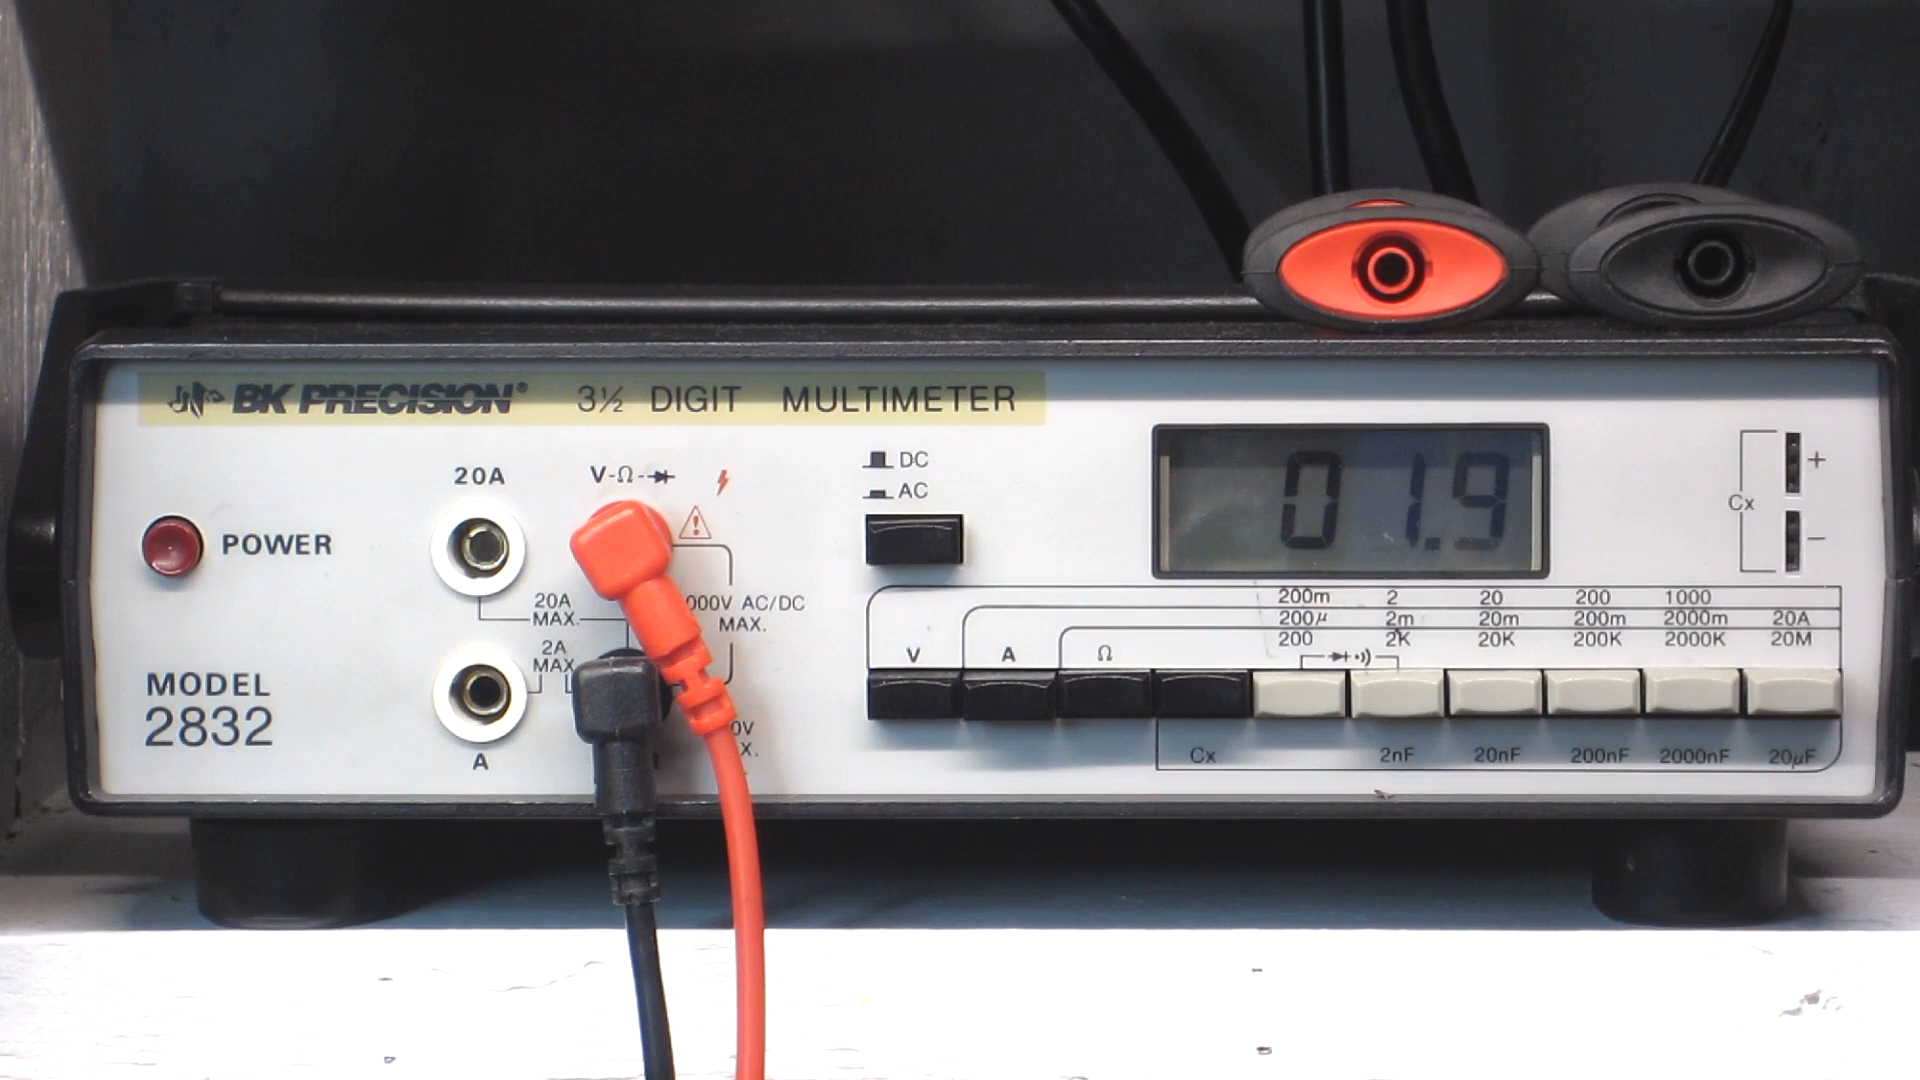 BK PRECISION® 3½ DIGIT MULTIMETER
POWER
MODEL
2832
20A
V-Ω-
20A
MAX.
2A
MAX
A
000V AC/DC
MAX.
0V
X.
DC
AC
01.9
Cx
+
−
200m 2 20 200 1000
200µ 2m 20m 200m 2000m 20A
200 2K 20K 200K 2000K 20M
V A Ω
Cx 2nF 20nF 200nF 2000nF 20µF